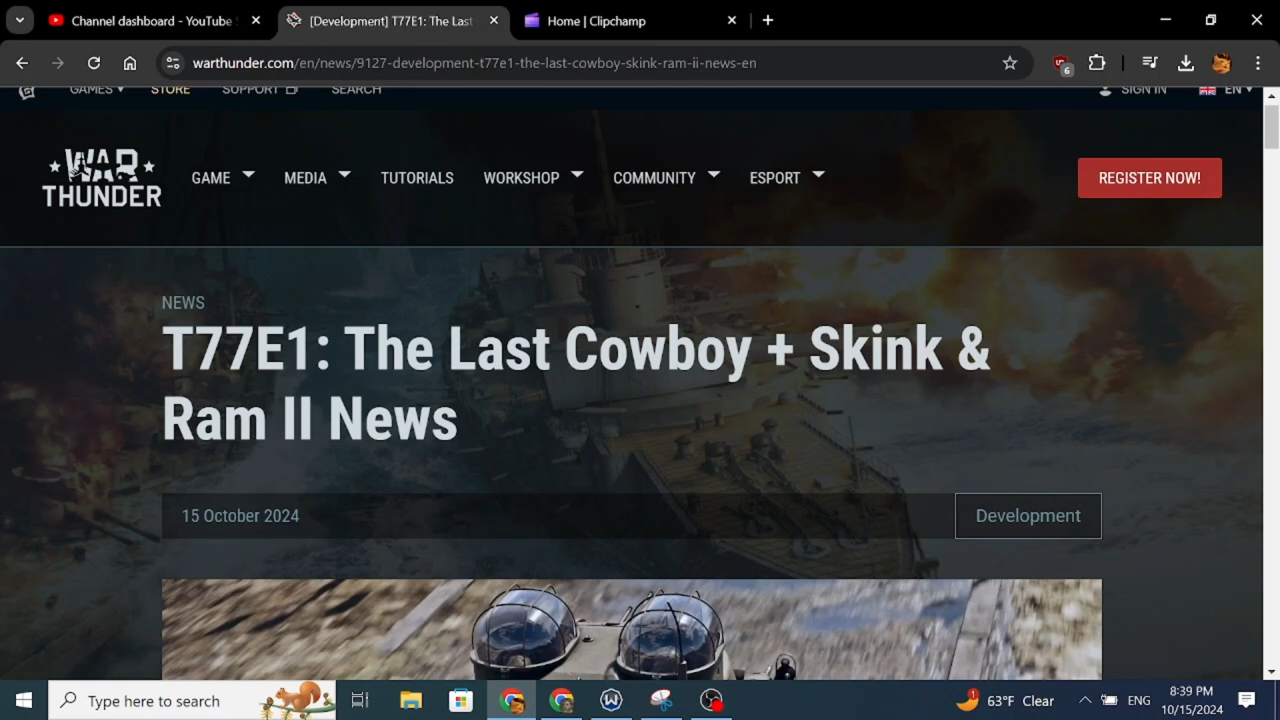 Channel dashboard - YouTube
[Development] T77E1: The Last
Home | Clipchamp
warthunder.com/en/news/9127-development-t77e1-the-last-cowboy-skink-ram-ii-news-en
6
GAMES
STORE
SUPPORT
SEARCH
SIGN IN
EN
WAR
THUNDER
GAME
MEDIA
TUTORIALS
WORKSHOP
COMMUNITY
ESPORT
REGISTER NOW!
NEWS
T77E1: The Last Cowboy + Skink &
Ram II News
15 October 2024
Development
Type here to search
1
63°F Clear
ENG
8:39 PM
10/15/2024